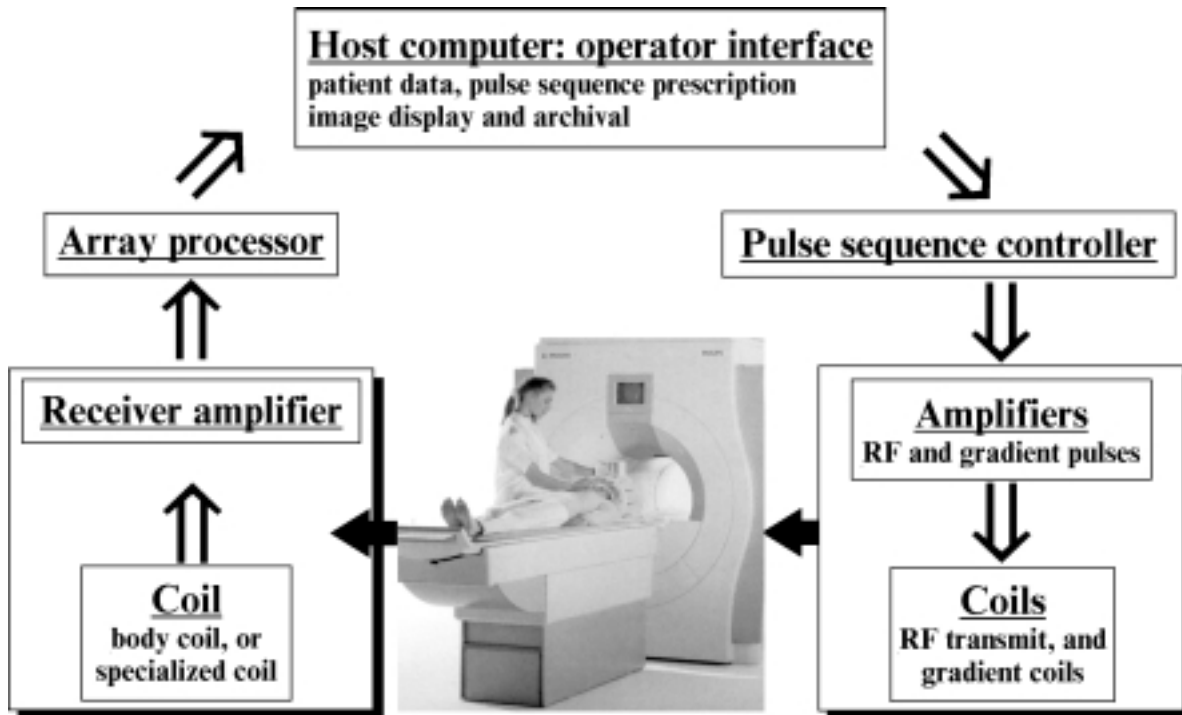 Host computer: operator interface
patient data, pulse sequence prescription
image display and archival
Array processor
Pulse sequence controller
Receiver amplifier
Amplifiers
RF and gradient pulses
Coil
body coil, or
specialized coil
Coils
RF transmit, and
gradient coils